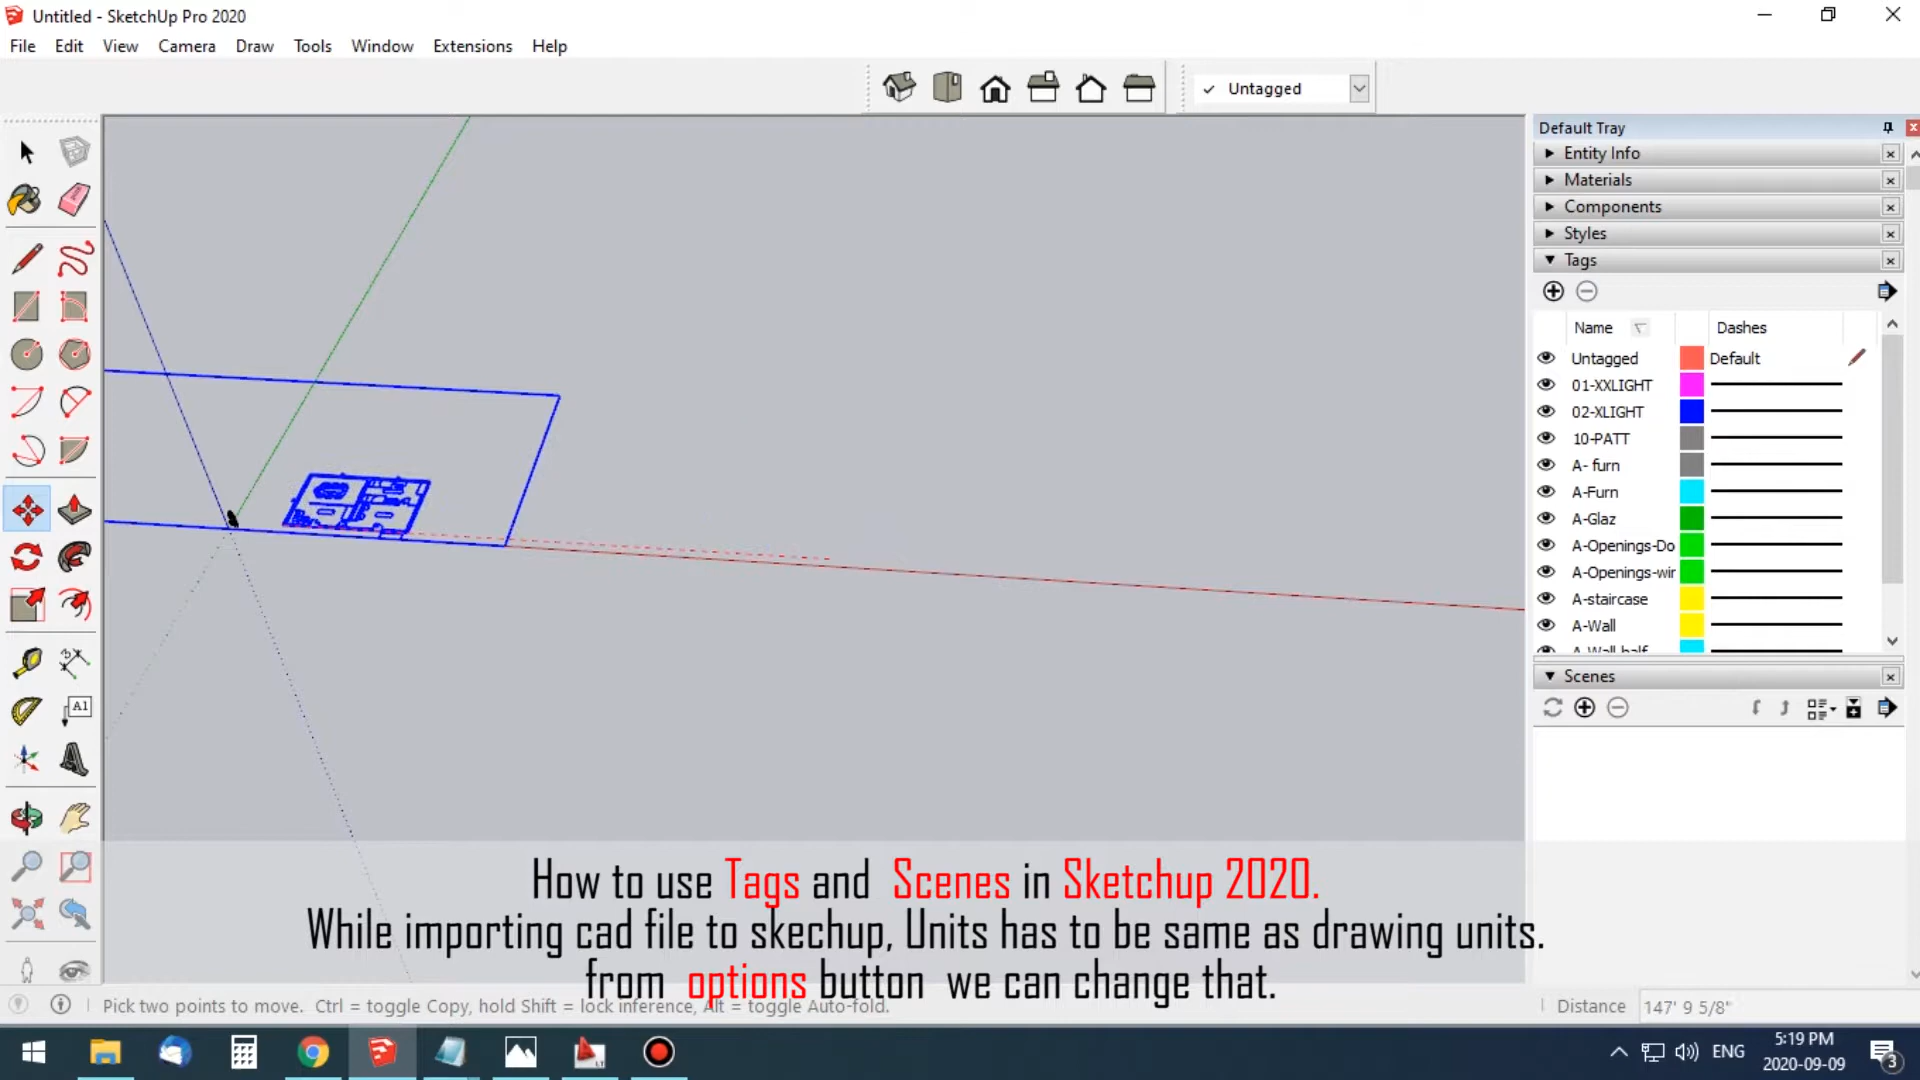 Untitled - SketchUp Pro 2020
File Edit View Camera Draw Tools Window Extensions Help
Untagged
Default Tray
Entity Info
Materials
Components
Styles
Tags
Name Dashes
Untagged Default
01-XXLIGHT
02-XLIGHT
10-PATT
A- furn
A-Furn
A-Glaz
A-Openings-Do
A-Openings-wir
A-staircase
A-Wall
A-Wall-half
Scenes
A1
How to use Tags and Scenes in Sketchup 2020.
While importing cad file to skechup, Units has to be same as drawing units.
from options button we can change that.
Pick two points to move. Ctrl = toggle Copy, hold Shift = lock inference, Alt = toggle Auto-fold.
Distance 147' 9 5/8"
ENG
5:19 PM
2020-09-09
3